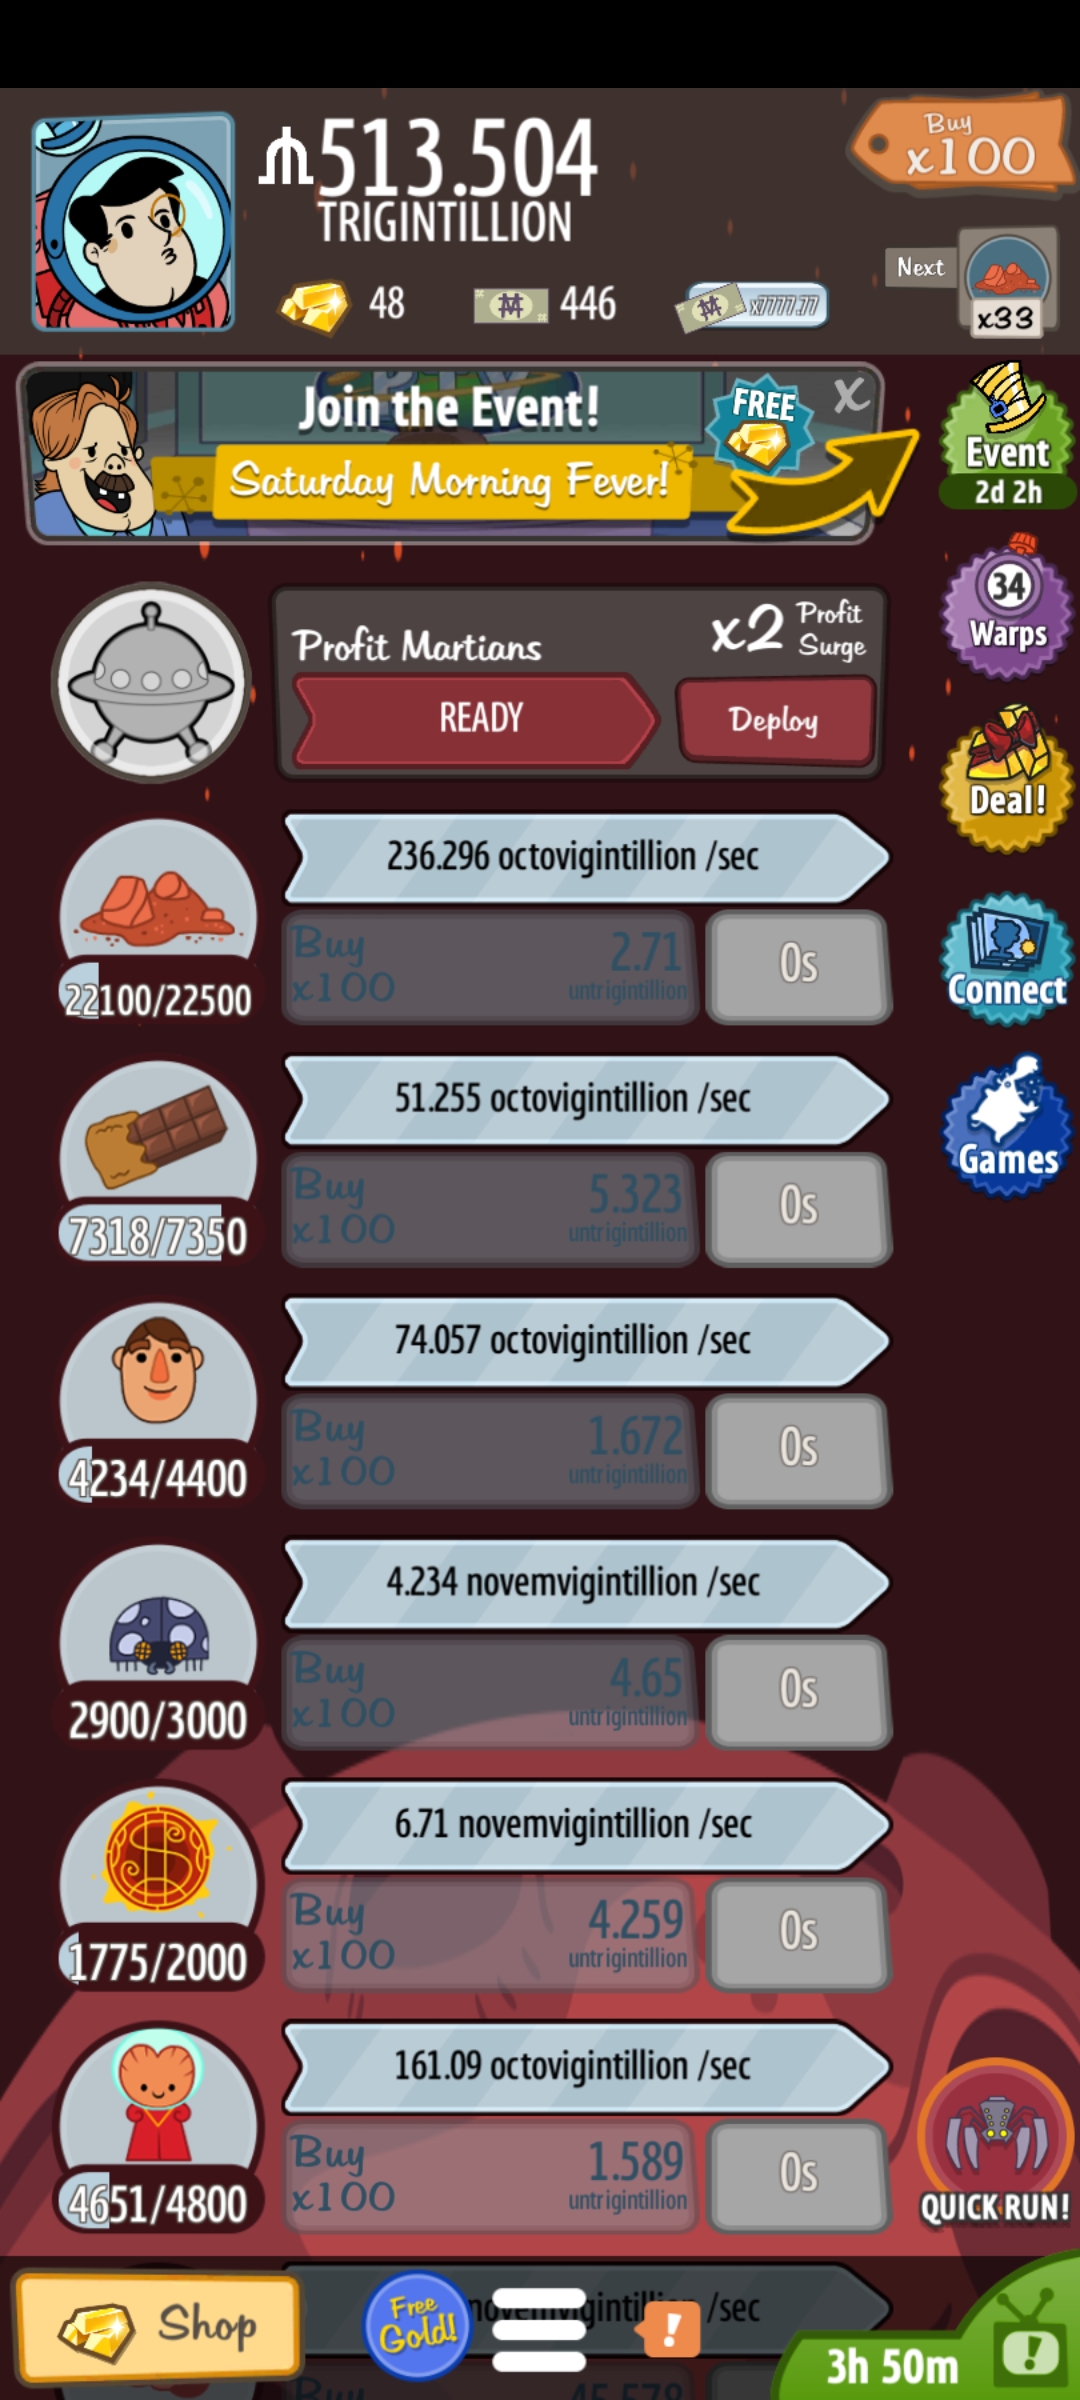 513.504
TRIGINTILLION
Buy
x100
48
446
x7777.77
Next
x33
Join the Event!
FREE
X
Saturday Morning Fever!
Event
2d 2h
34
Warps
Profit Martians
x2 Profit Surge
READY
Deploy
Deal!
236.296 octovigintillion /sec
Buy x100
2.71
untrigintillion
0s
22100/22500
Connect
51.255 octovigintillion /sec
Buy x100
5.323
untrigintillion
0s
7318/7350
Games
74.057 octovigintillion /sec
Buy x100
1.672
untrigintillion
0s
4234/4400
4.234 novemvigintillion /sec
Buy x100
4.65
untrigintillion
0s
2900/3000
6.71 novemvigintillion /sec
Buy x100
4.259
untrigintillion
0s
1775/2000
161.09 octovigintillion /sec
Buy x100
1.589
untrigintillion
0s
4651/4800
QUICK RUN!
Shop
Free Gold!
/sec
!
3h 50m
!
Buy